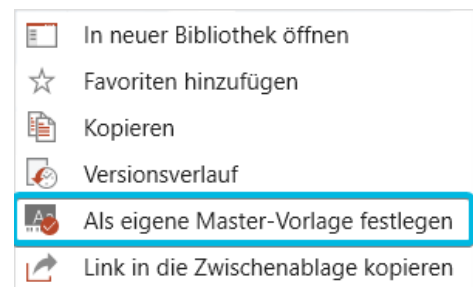 In neuer Bibliothek öffnen
Favoriten hinzufügen
Kopieren
Versionsverlauf
Als eigene Master-Vorlage festlegen
Link in die Zwischenablage kopieren